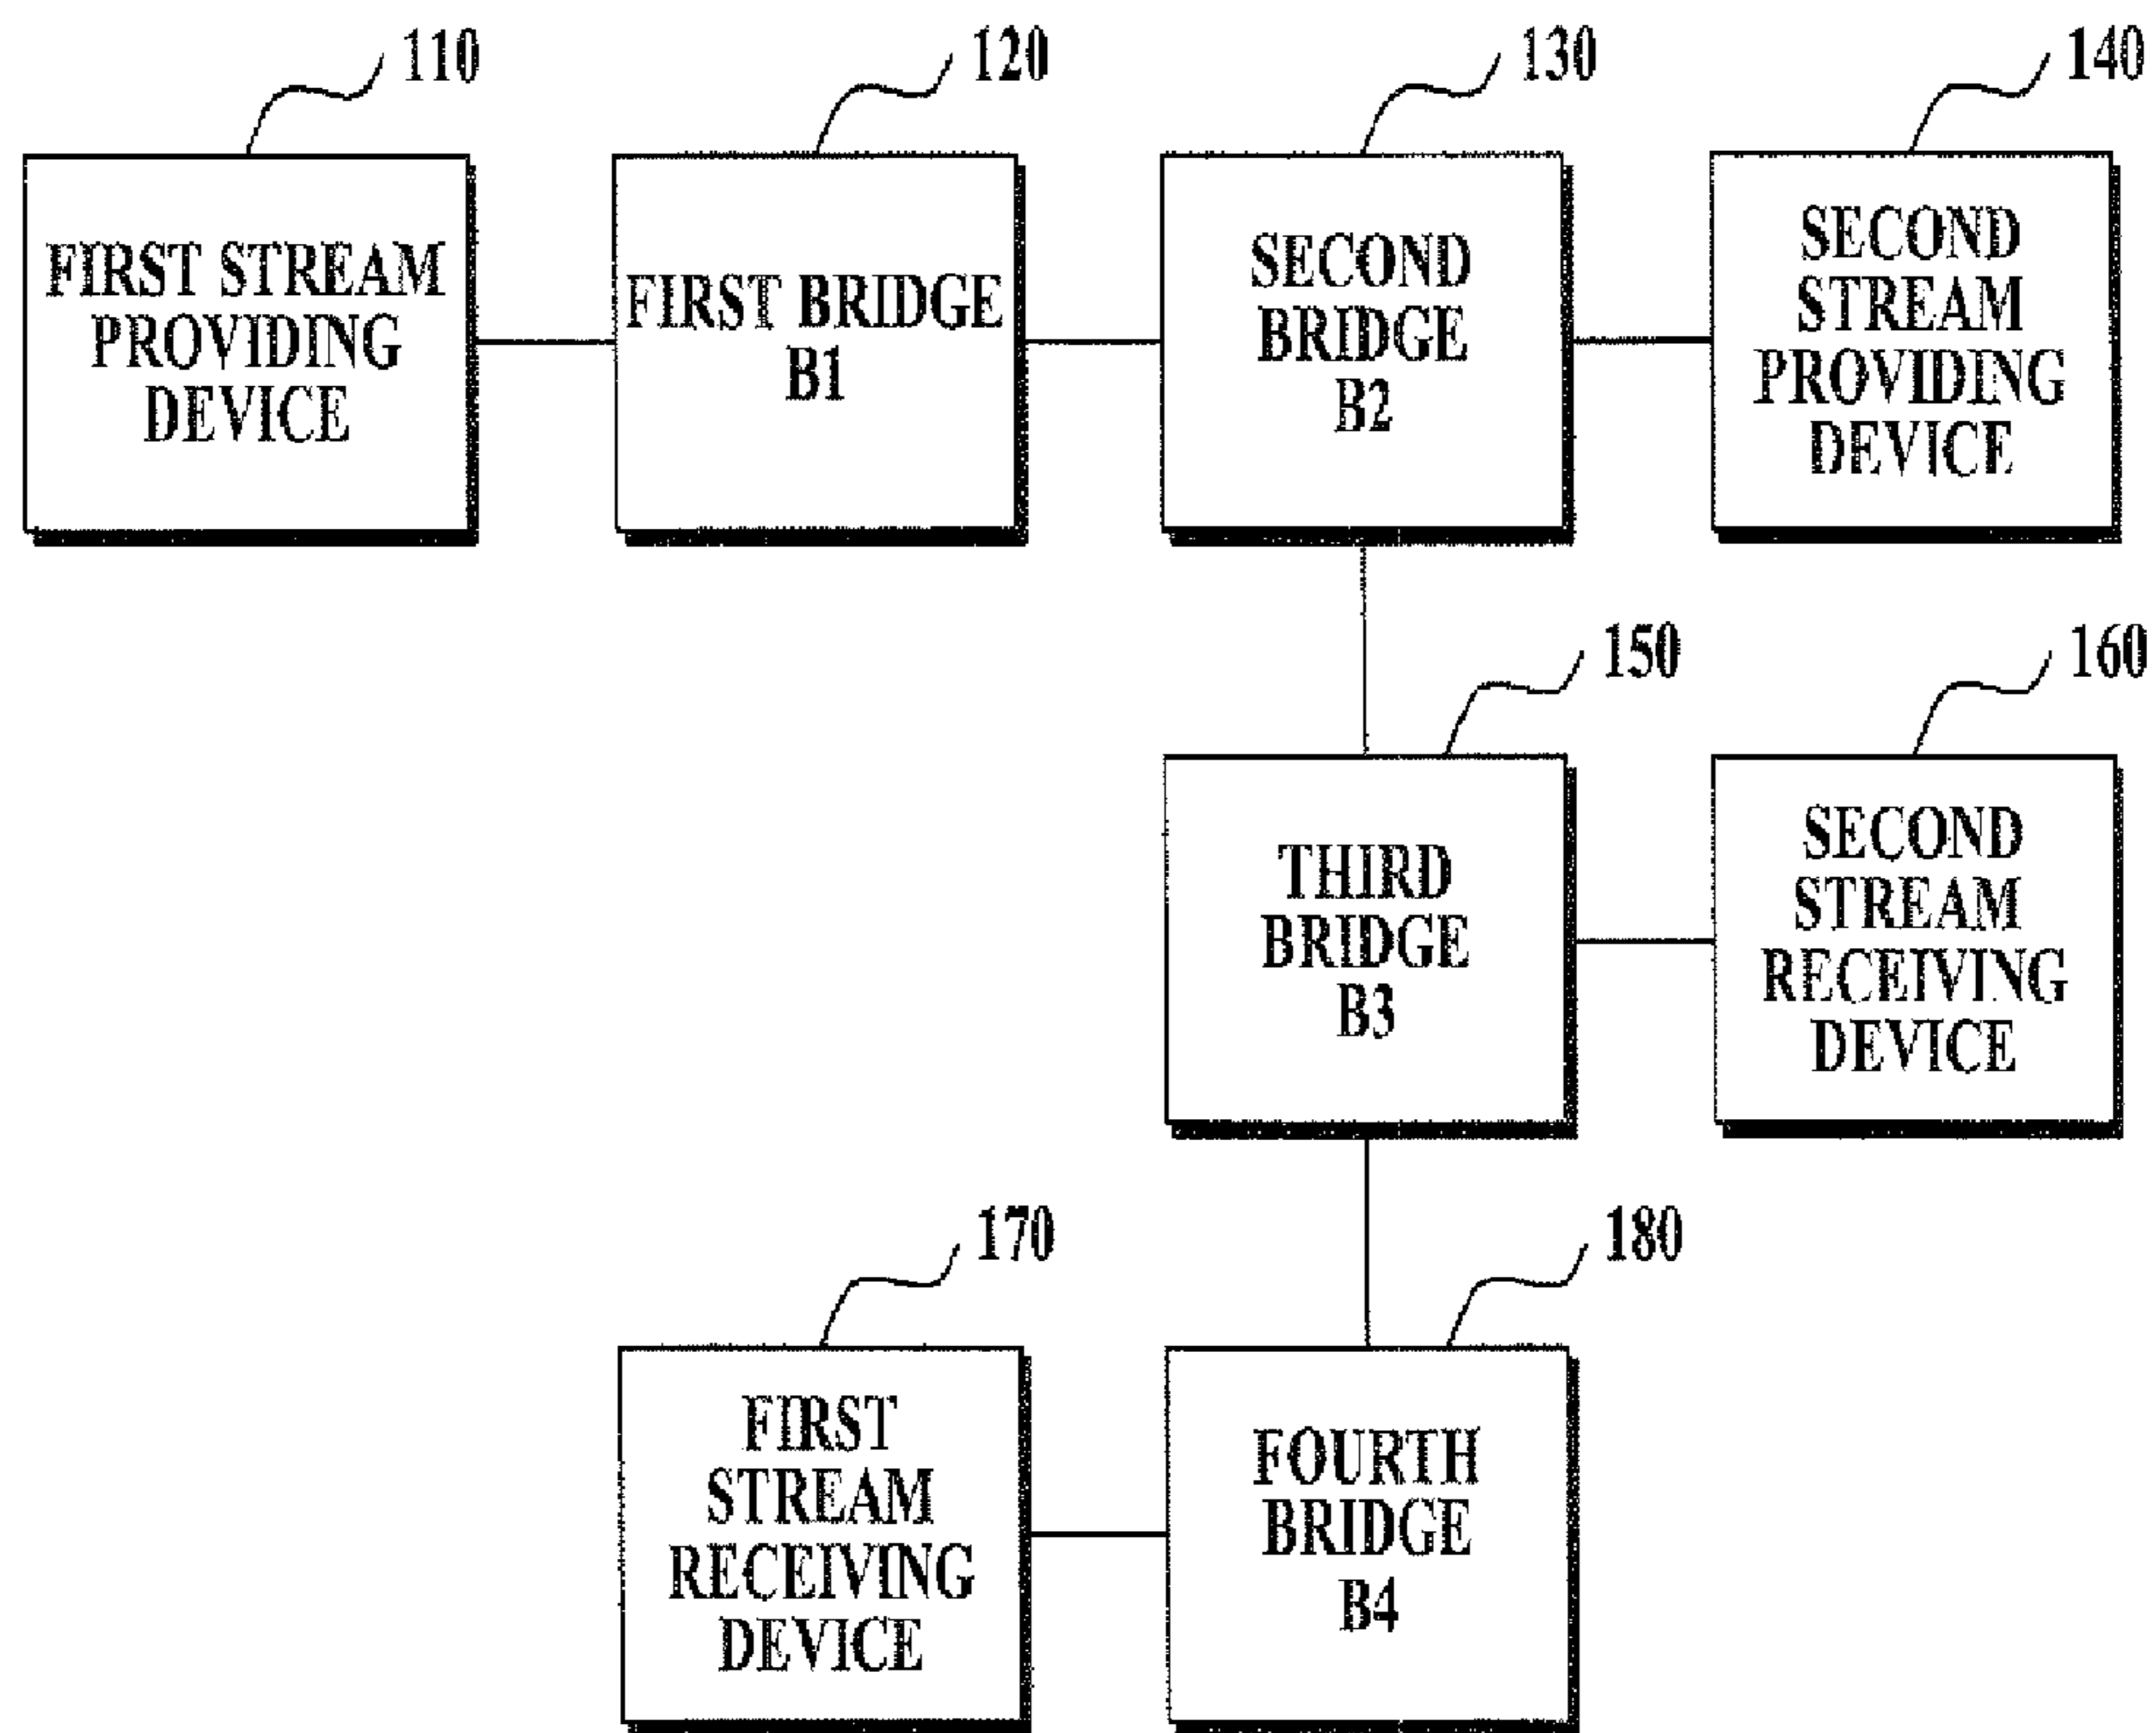 110
120
130
140
FIRST STREAM
PROVIDING
DEVICE
FIRST BRIDGE
B1
SECOND
BRIDGE
B2
SECOND
STREAM
PROVIDING
DEVICE
150
160
THIRD
BRIDGE
B3
SECOND
STREAM
RECEIVING
DEVICE
170
180
FIRST
STREAM
RECEIVING
DEVICE
FOURTH
BRIDGE
B4